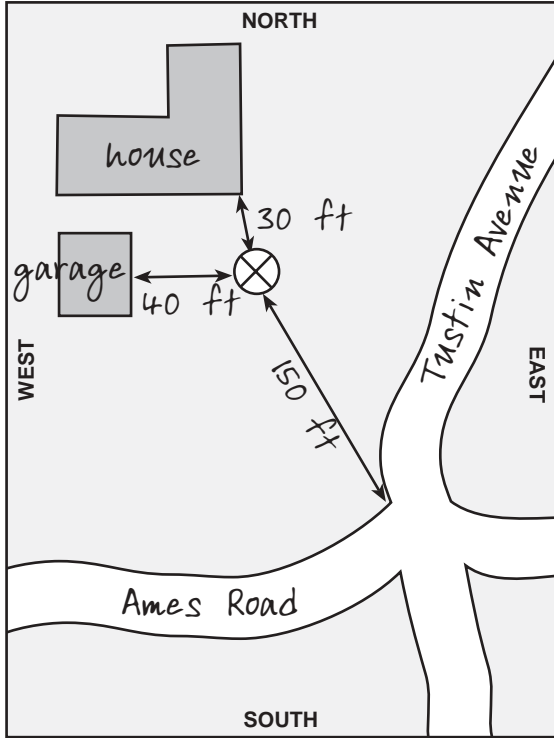 NORTH
house
30 ft
garage
40 ft
150 ft
Tustin Avenue
WEST
EAST
Ames Road
SOUTH